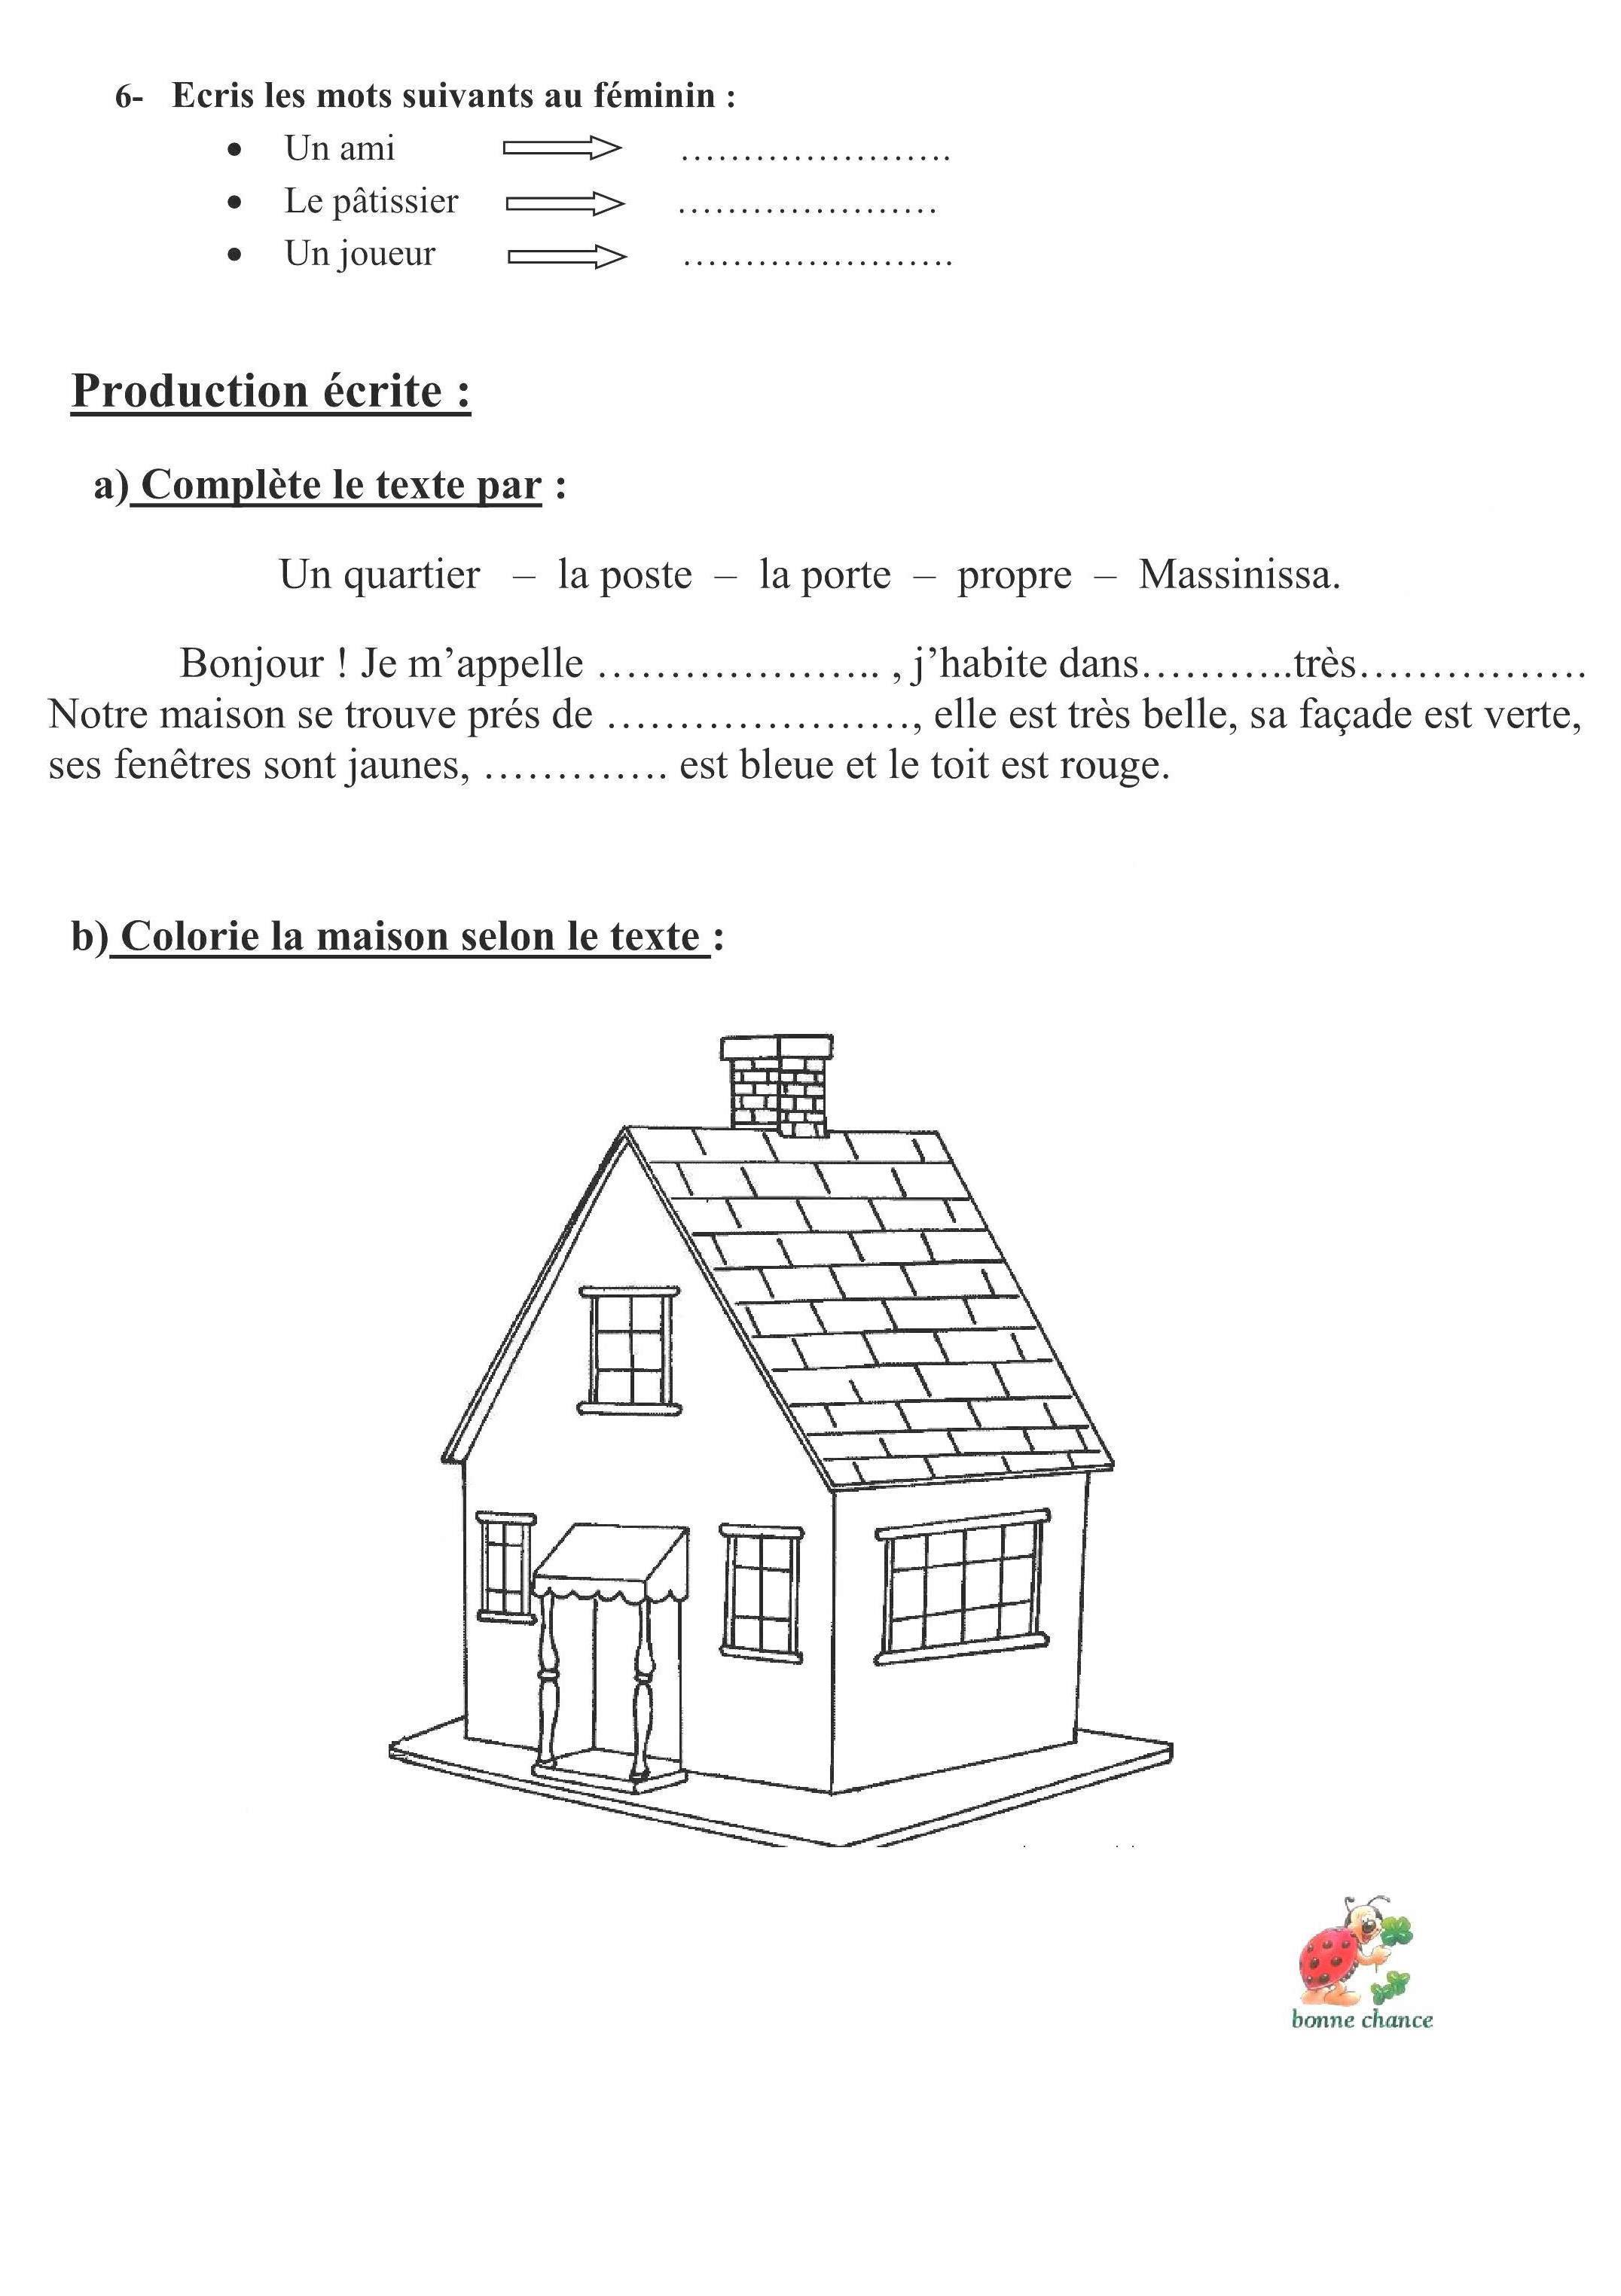 6- Ecris les mots suivants au féminin :
• Un ami ………………….
• Le pâtissier …………………
• Un joueur ………………….
Production écrite :
a) Complète le texte par :
Un quartier – la poste – la porte – propre – Massinissa.
Bonjour ! Je m’appelle ……………….. , j’habite dans………..très…………….
Notre maison se trouve prés de …………………, elle est très belle, sa façade est verte,
ses fenêtres sont jaunes, …………. est bleue et le toit est rouge.
b) Colorie la maison selon le texte :
bonne chance